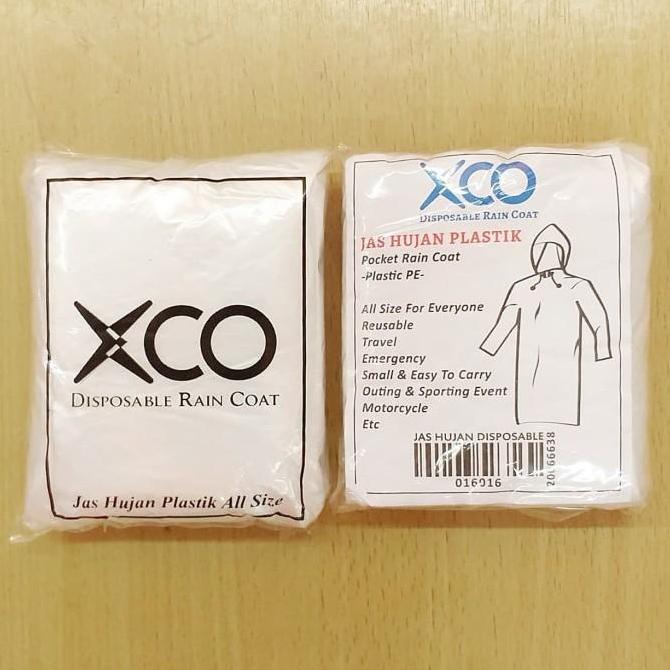 XCO
DISPOSABLE RAIN COAT
Jas Hujan Plastik All Size
XCO
DISPOSABLE RAIN COAT
JAS HUJAN PLASTIK
Pocket Rain Coat
-Plastic PE-
All Size For Everyone
Reusable
Travel
Emergency
Small & Easy To Carry
Outing & Sporting Event
Motorcycle
Etc
JAS HUJAN DISPOSABLE
016916